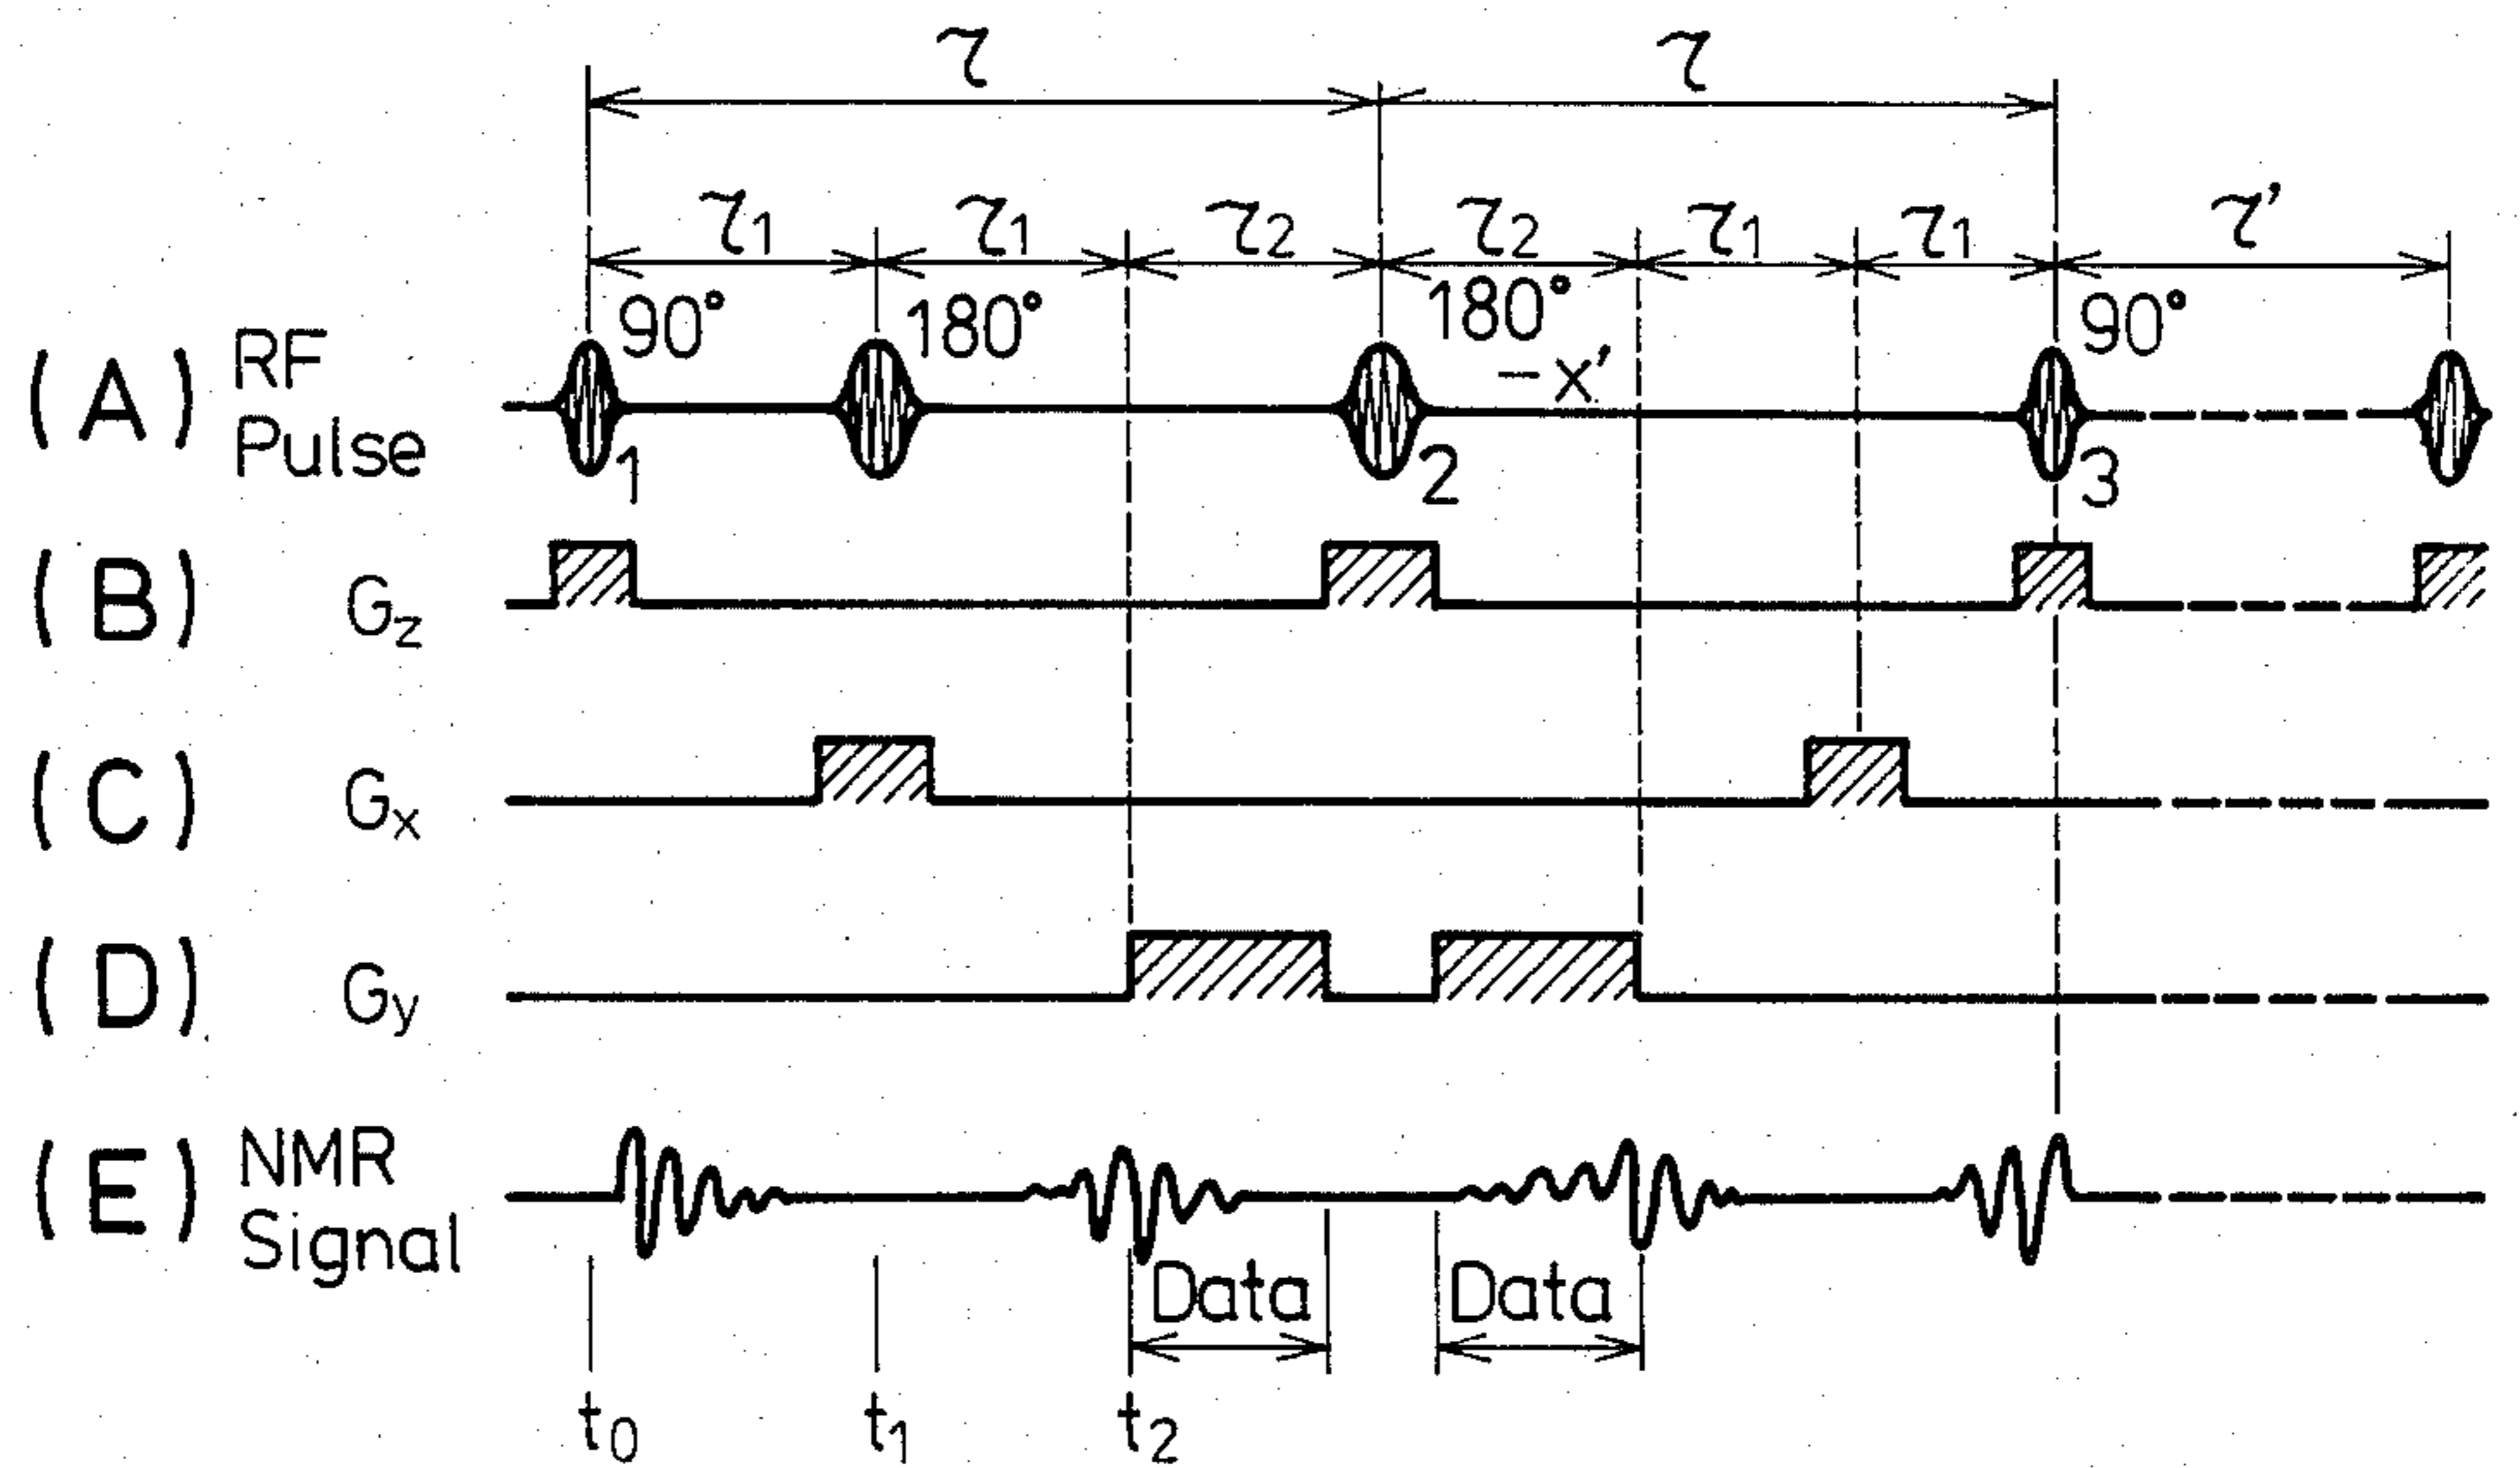 τ τ
τ1 τ1 τ2 τ2 τ1 τ1 τ'
90° 180° 180° 90°
-x'
(A) RF
Pulse
1 2 3
(B) Gz
(C) Gx
(D) Gy
(E) NMR
Signal
Data Data
t0 t1 t2